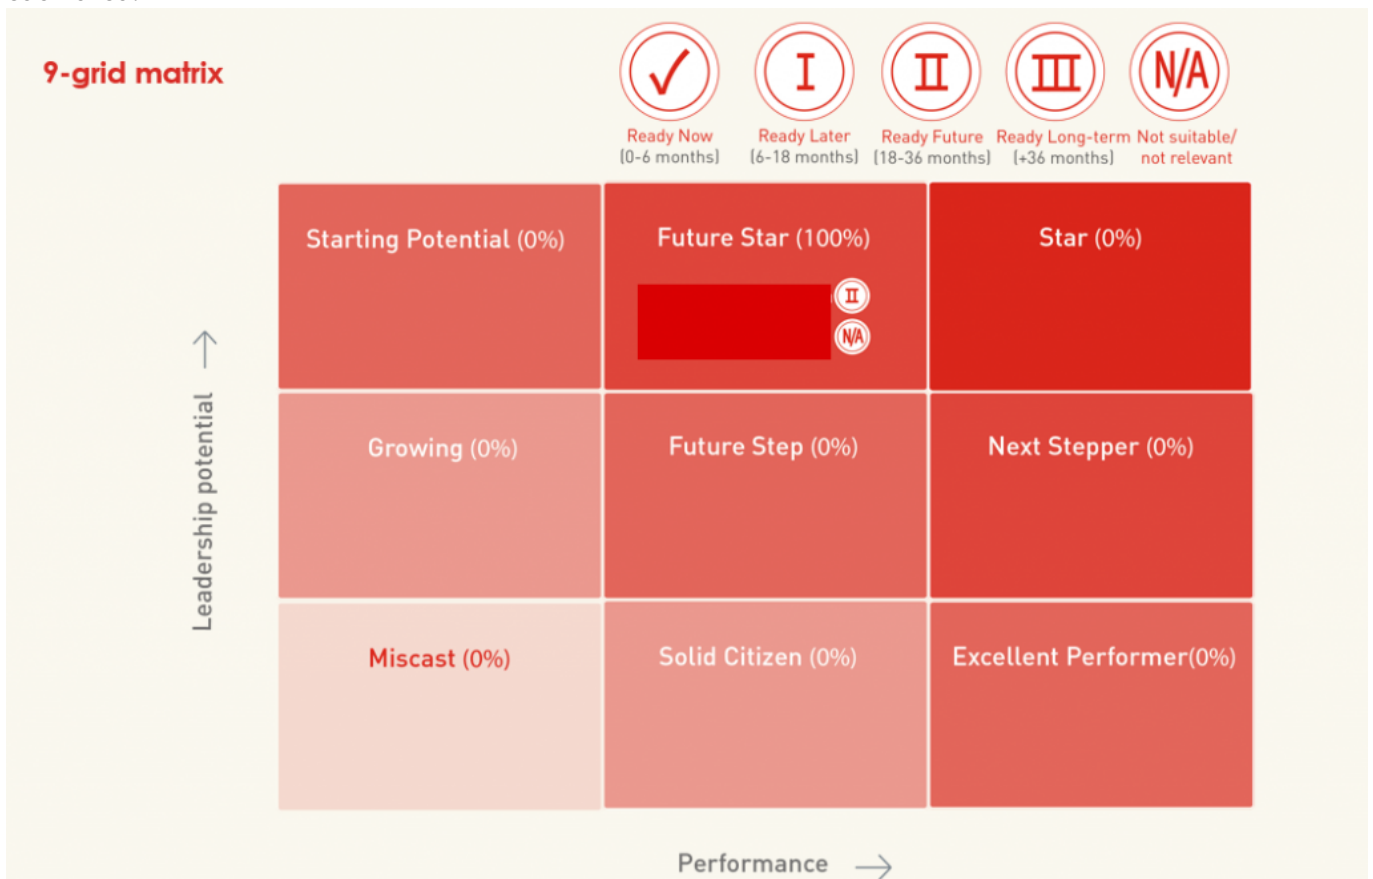 9-grid matrix
✓ I II III N/A
Ready Now Ready Later Ready Future Ready Long-term Not suitable/
(0-6 months) (6-18 months) (18-36 months) (+36 months) not relevant
Starting Potential (0%) Future Star (100%) Star (0%)
II
N/A
Growing (0%) Future Step (0%) Next Stepper (0%)
Miscast (0%) Solid Citizen (0%) Excellent Performer(0%)
Leadership potential
Performance